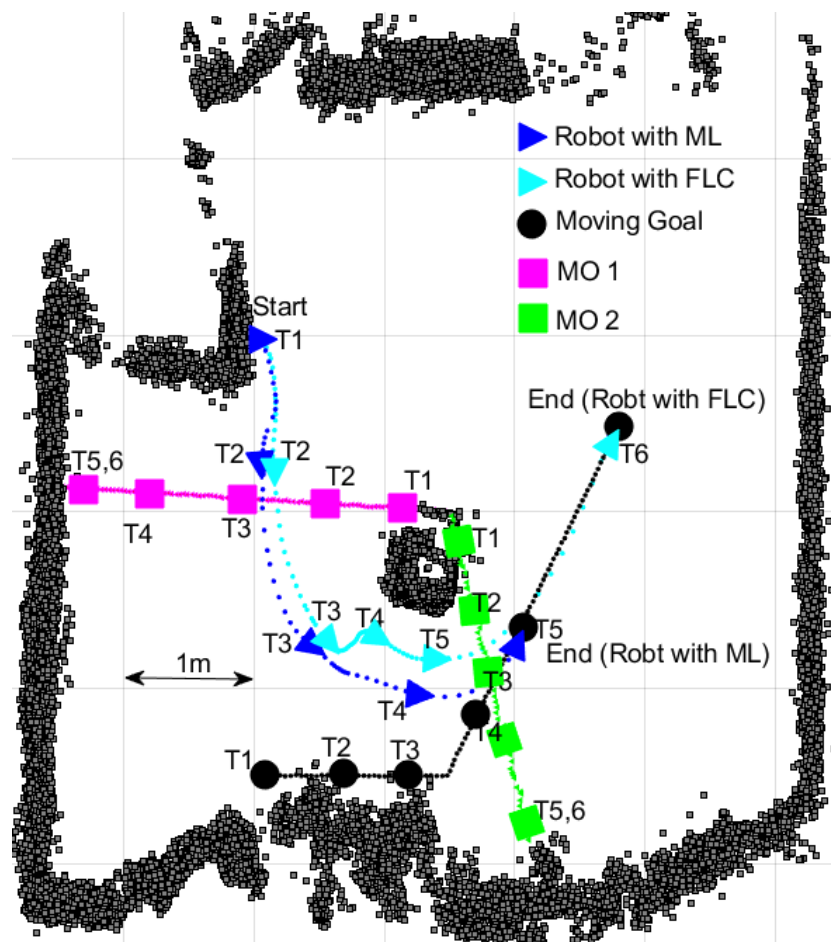 Robot with ML
Robot with FLC
Moving Goal
MO 1
MO 2
Start
T1
End (Robt with FLC)
T6
T2
T2
T5,6
T2
T1
T4
T3
T1
T2
T3
T4
T3
T5
T5
End (Robt with ML)
1m
T3
T4
T4
T1
T2
T3
T5,6